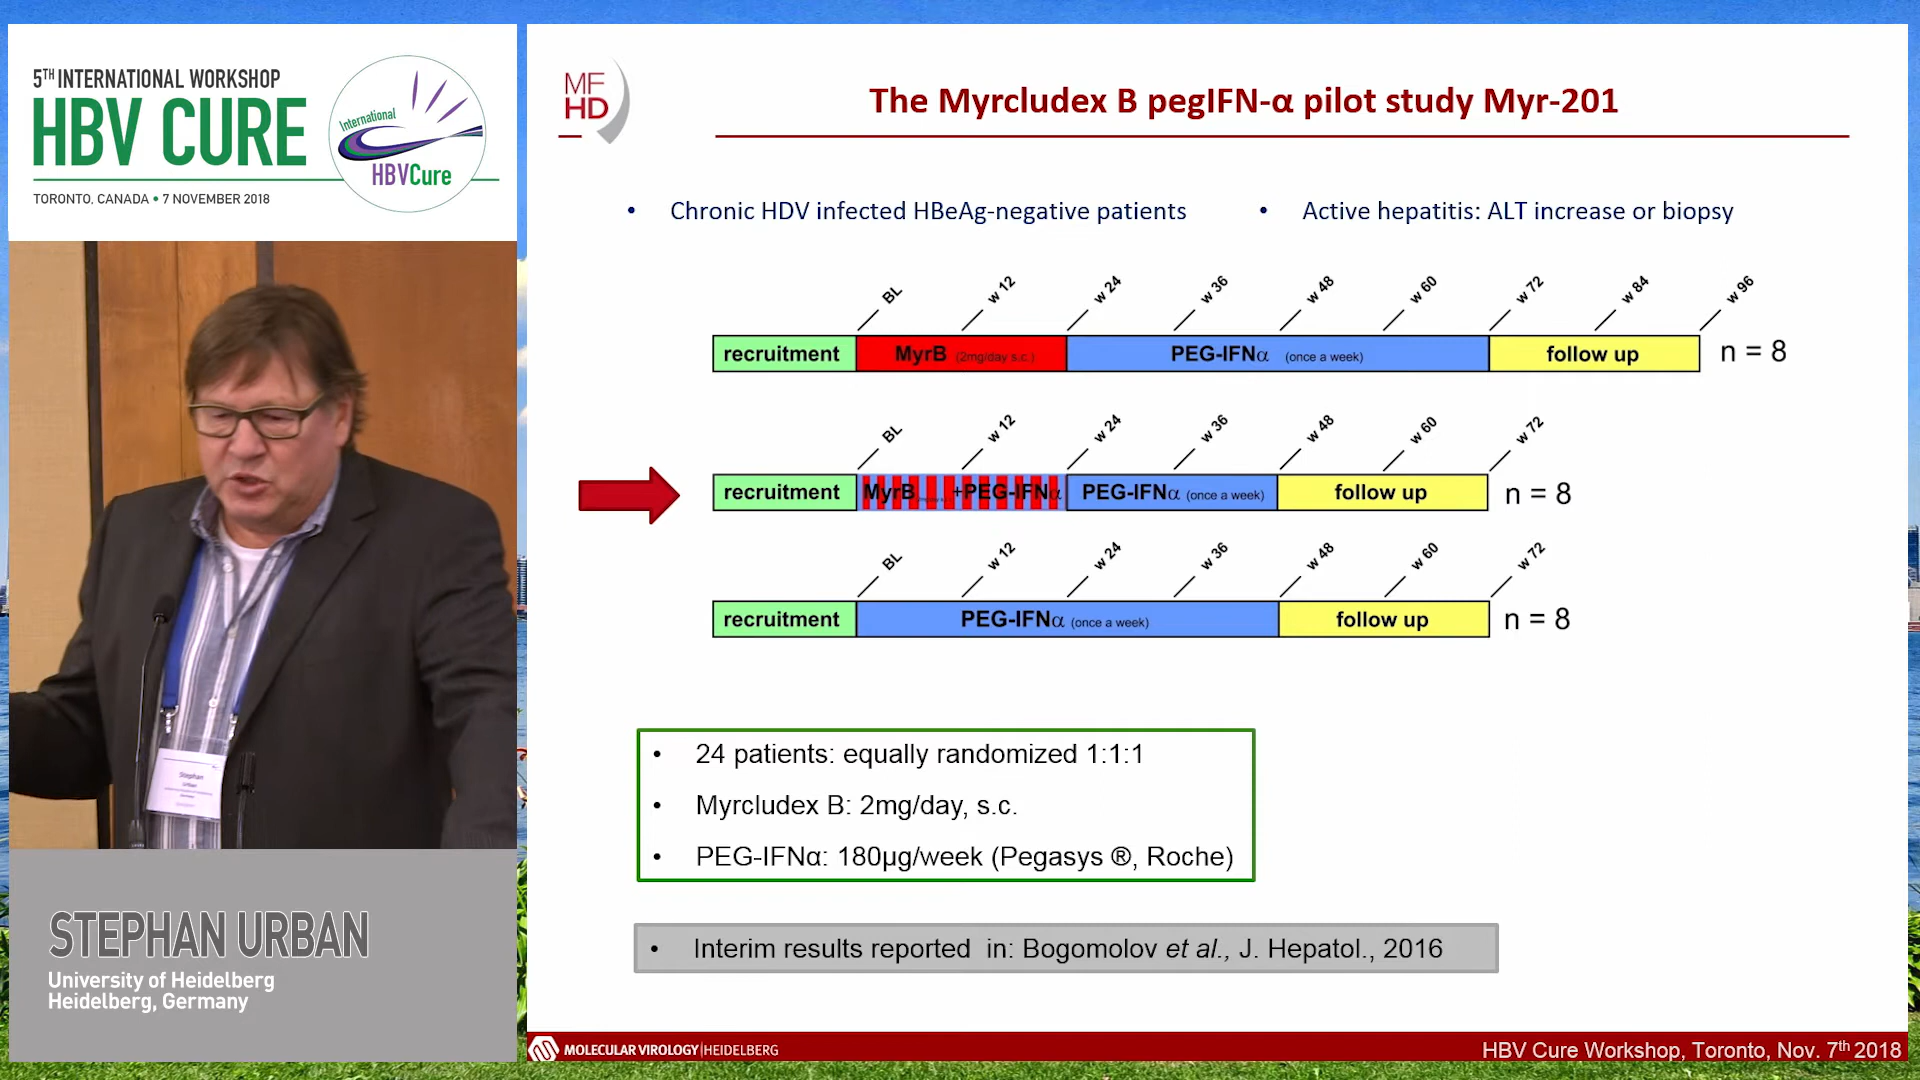 5TH INTERNATIONAL WORKSHOP
HBV CURE
TORONTO, CANADA • 7 NOVEMBER 2018
International
HBVCure
Stephan
Urban
STEPHAN URBAN
University of Heidelberg
Heidelberg, Germany
MF
HD
The Myrcludex B pegIFN-α pilot study Myr-201
• Chronic HDV infected HBeAg-negative patients
• Active hepatitis: ALT increase or biopsy
BL w 12 w 24 w 36 w 48 w 60 w 72 w 84 w 96
recruitment MyrB (2mg/day s.c.) PEG-IFNα (once a week) follow up n = 8
BL w 12 w 24 w 36 w 48 w 60 w 72
recruitment MyrB +PEG-IFNα PEG-IFNα (once a week) follow up n = 8
BL w 12 w 24 w 36 w 48 w 60 w 72
recruitment PEG-IFNα (once a week) follow up n = 8
• 24 patients: equally randomized 1:1:1
• Myrcludex B: 2mg/day, s.c.
• PEG-IFNα: 180µg/week (Pegasys ®, Roche)
• Interim results reported in: Bogomolov et al., J. Hepatol., 2016
MOLECULAR VIROLOGY|HEIDELBERG
HBV Cure Workshop, Toronto, Nov. 7th 2018